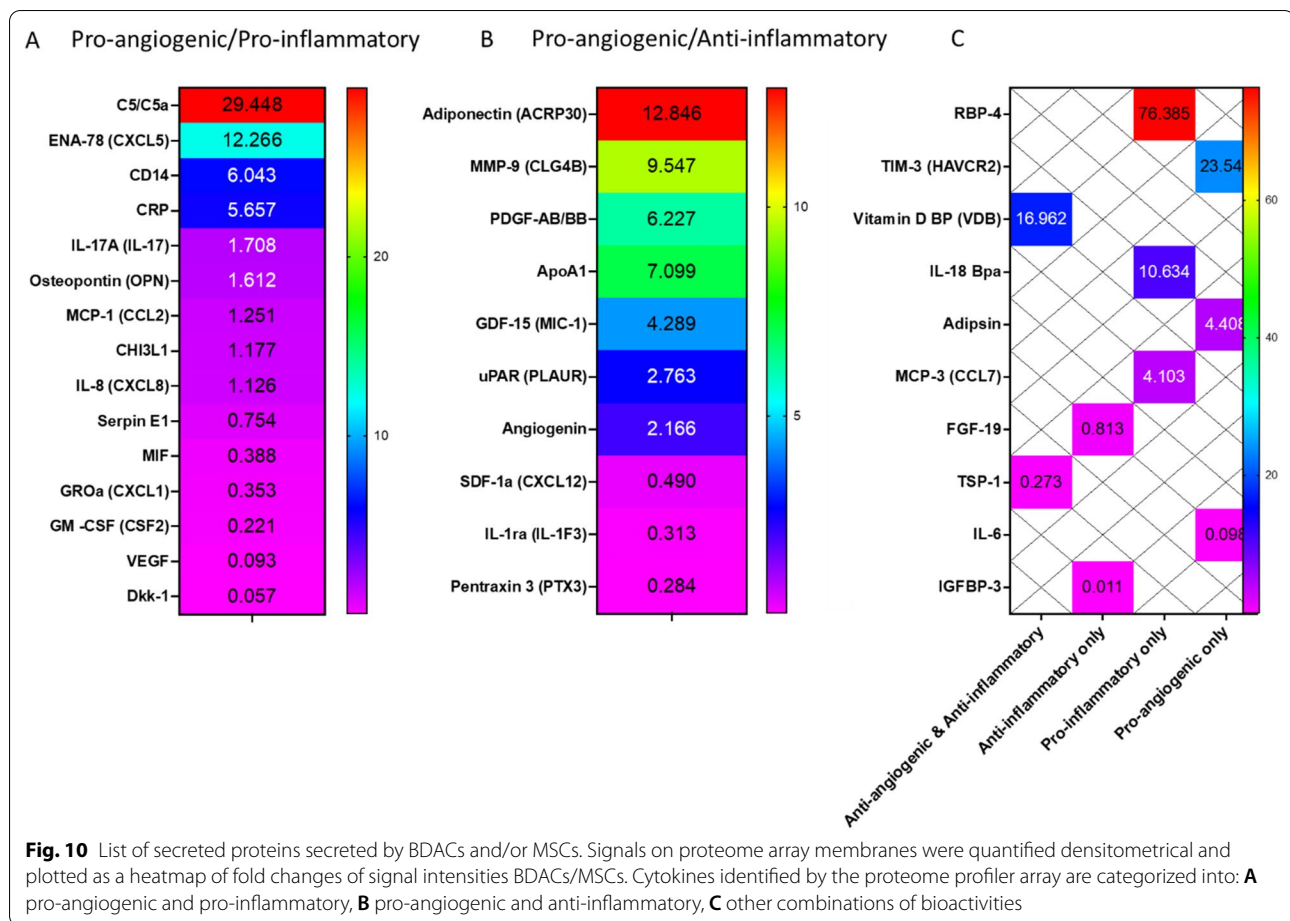 A Pro-angiogenic/Pro-inflammatory
C5/C5a 29.448
ENA-78 (CXCL5) 12.266
CD14 6.043
CRP 5.657
IL-17A (IL-17) 1.708
Osteopontin (OPN) 1.612
MCP-1 (CCL2) 1.251
CHI3L1 1.177
IL-8 (CXCL8) 1.126
Serpin E1 0.754
MIF 0.388
GROa (CXCL1) 0.353
GM -CSF (CSF2) 0.221
VEGF 0.093
Dkk-1 0.057
20
10
B Pro-angiogenic/Anti-inflammatory
Adiponectin (ACRP30) 12.846
MMP-9 (CLG4B) 9.547
PDGF-AB/BB 6.227
ApoA1 7.099
GDF-15 (MIC-1) 4.289
uPAR (PLAUR) 2.763
Angiogenin 2.166
SDF-1a (CXCL12) 0.490
IL-1ra (IL-1F3) 0.313
Pentraxin 3 (PTX3) 0.284
10
5
C
RBP-4 76.385
TIM-3 (HAVCR2) 23.54
Vitamin D BP (VDB) 16.962
IL-18 Bpa 10.634
Adipsin 4.408
MCP-3 (CCL7) 4.103
FGF-19 0.813
TSP-1 0.273
IL-6 0.098
IGFBP-3 0.011
60
40
20
Anti-angiogenic & Anti-inflammatory
Anti-inflammatory only
Pro-inflammatory only
Pro-angiogenic only
Fig. 10 List of secreted proteins secreted by BDACs and/or MSCs. Signals on proteome array membranes were quantified densitometrical and
plotted as a heatmap of fold changes of signal intensities BDACs/MSCs. Cytokines identified by the proteome profiler array are categorized into: A
pro-angiogenic and pro-inflammatory, B pro-angiogenic and anti-inflammatory, C other combinations of bioactivities